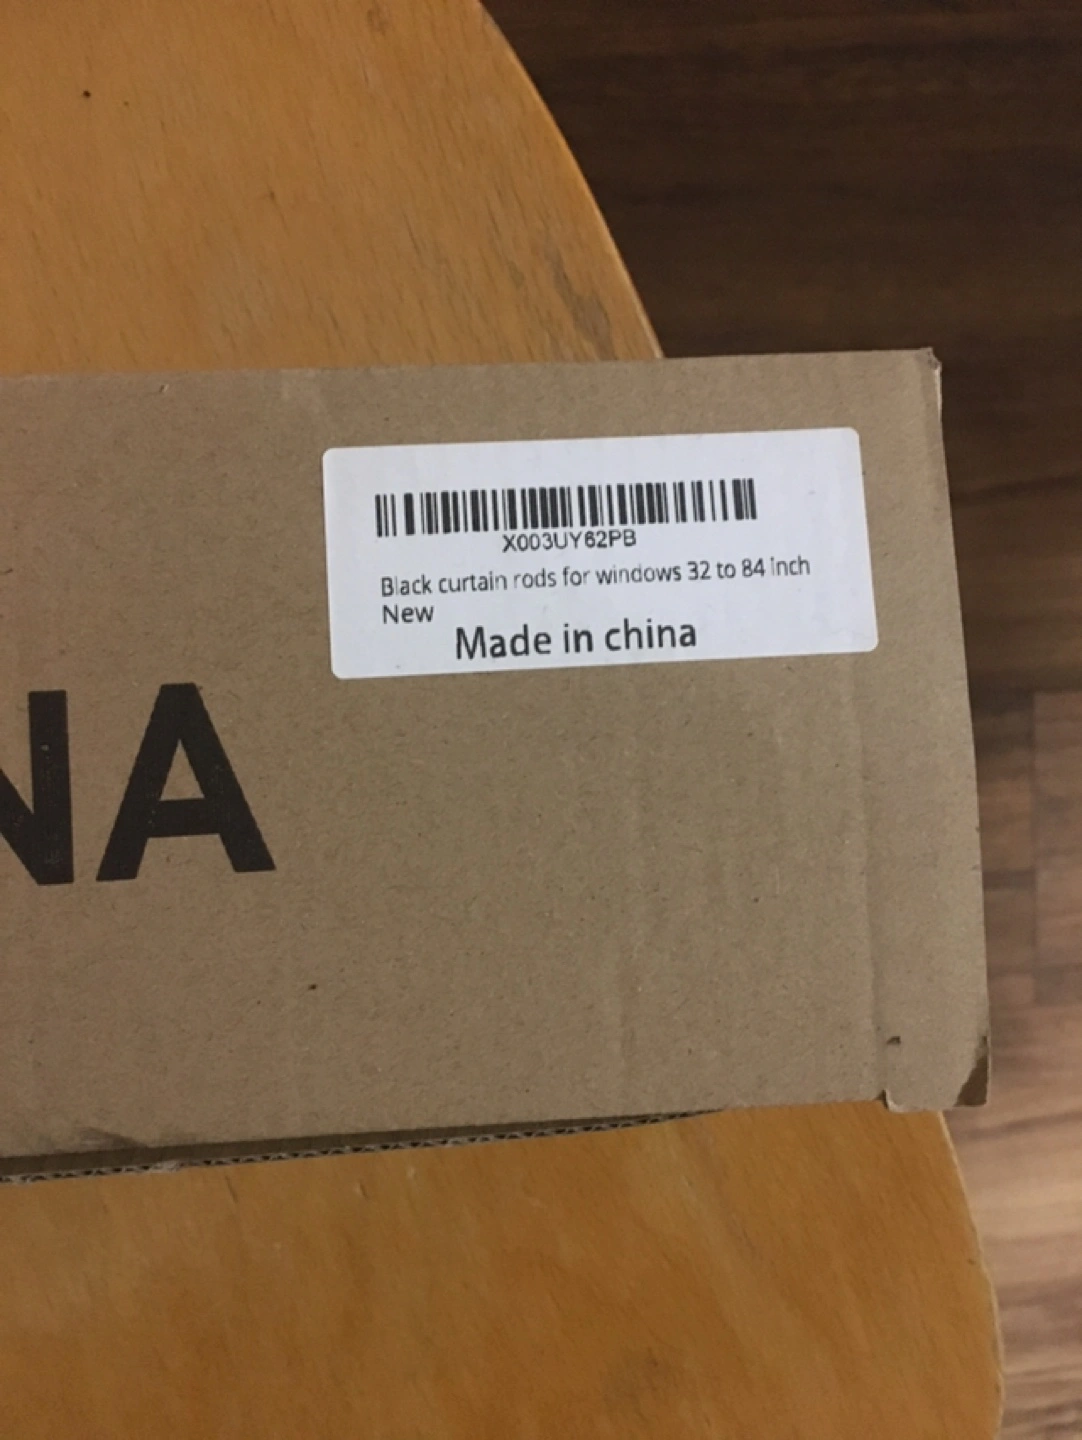 X003UY62PB
Black curtain rods for windows 32 to 84 inch
New
Made in china
NA